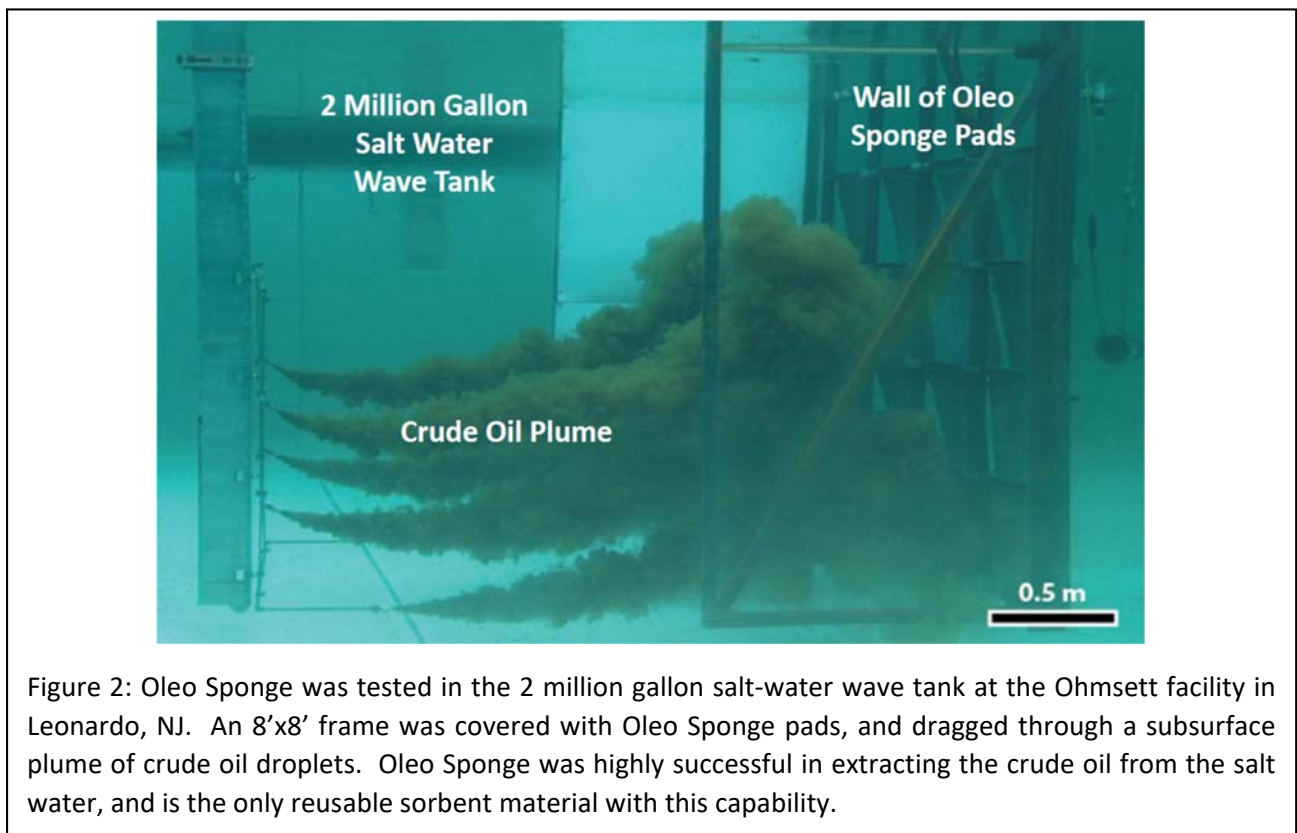 2 Million Gallon
Salt Water
Wave Tank
Wall of Oleo
Sponge Pads
Crude Oil Plume
0.5 m
Figure 2: Oleo Sponge was tested in the 2 million gallon salt-water wave tank at the Ohmsett facility in
Leonardo, NJ.  An 8’x8’ frame was covered with Oleo Sponge pads, and dragged through a subsurface
plume of crude oil droplets.  Oleo Sponge was highly successful in extracting the crude oil from the salt
water, and is the only reusable sorbent material with this capability.